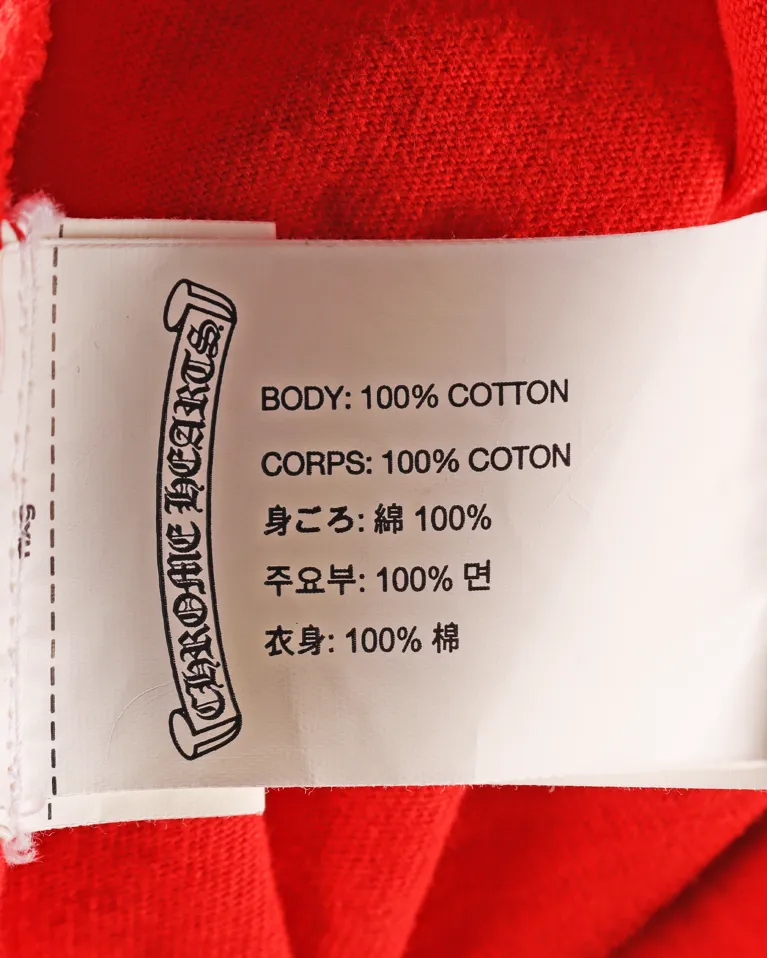 CHROME HEARTS
BODY: 100% COTTON
CORPS: 100% COTON
身ごろ: 綿 100%
주요부: 100% 면
衣身: 100% 棉